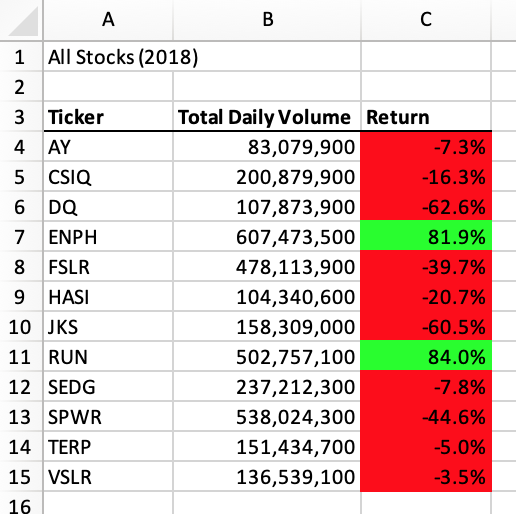 A B C
1 All Stocks (2018)
2
3 Ticker Total Daily Volume Return
4 AY 83,079,900 -7.3%
5 CSIQ 200,879,900 -16.3%
6 DQ 107,873,900 -62.6%
7 ENPH 607,473,500 81.9%
8 FSLR 478,113,900 -39.7%
9 HASI 104,340,600 -20.7%
10 JKS 158,309,000 -60.5%
11 RUN 502,757,100 84.0%
12 SEDG 237,212,300 -7.8%
13 SPWR 538,024,300 -44.6%
14 TERP 151,434,700 -5.0%
15 VSLR 136,539,100 -3.5%
16